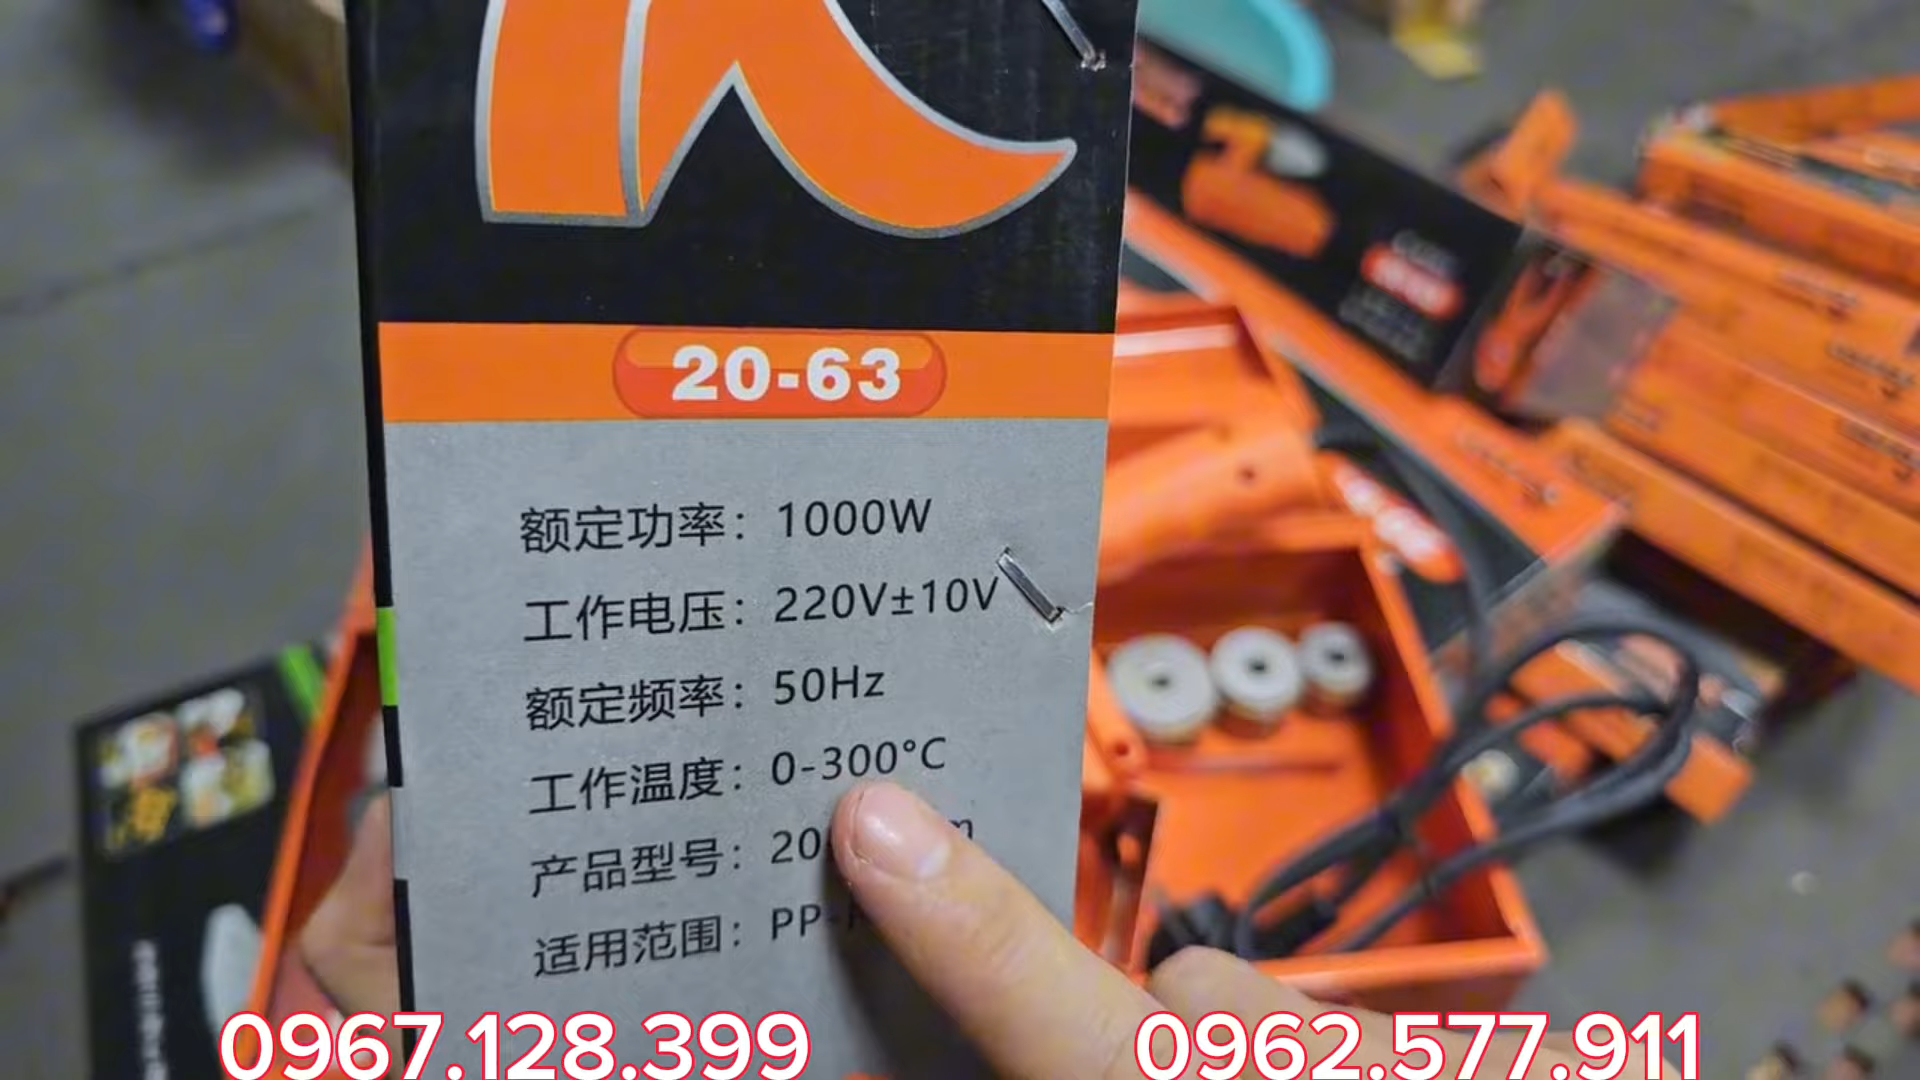 20-63
额定功率：1000W
工作电压：220V±10V
额定频率：50Hz
工作温度：0-300°C
产品型号：20
适用范围：PP-
0967.128.399
0962.577.911